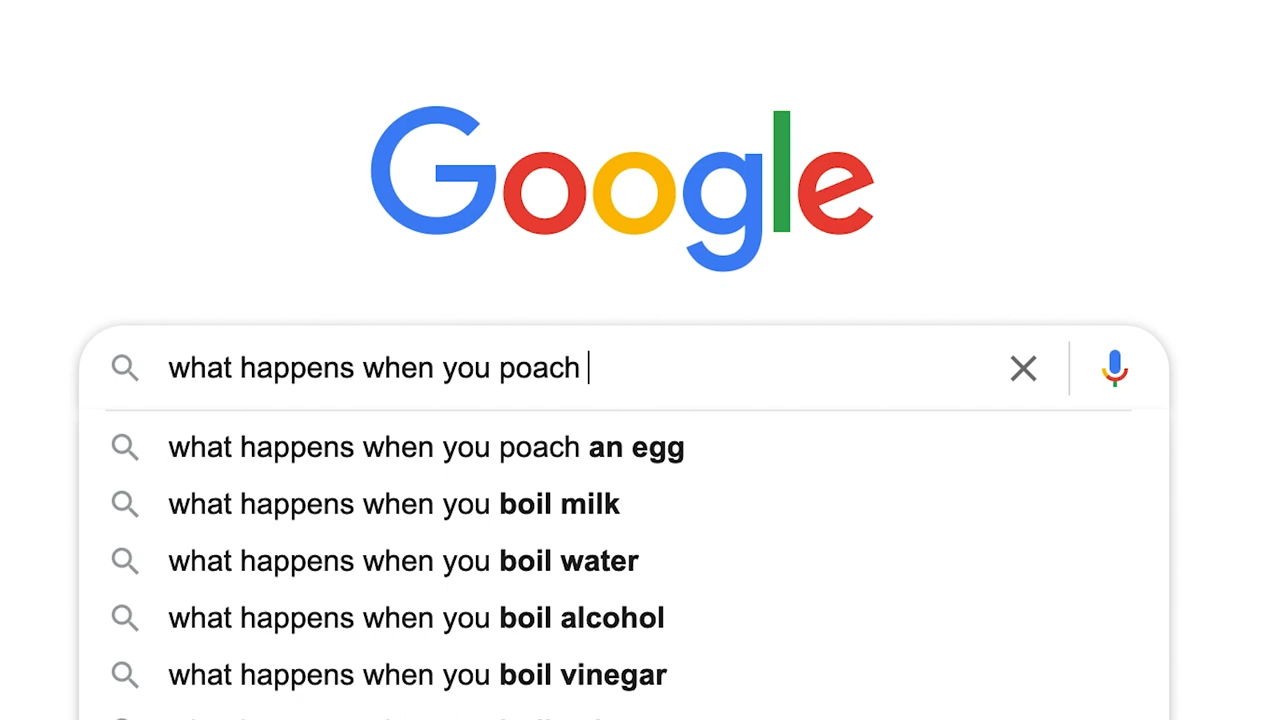 Google
what happens when you poach
what happens when you poach an egg
what happens when you boil milk
what happens when you boil water
what happens when you boil alcohol
what happens when you boil vinegar